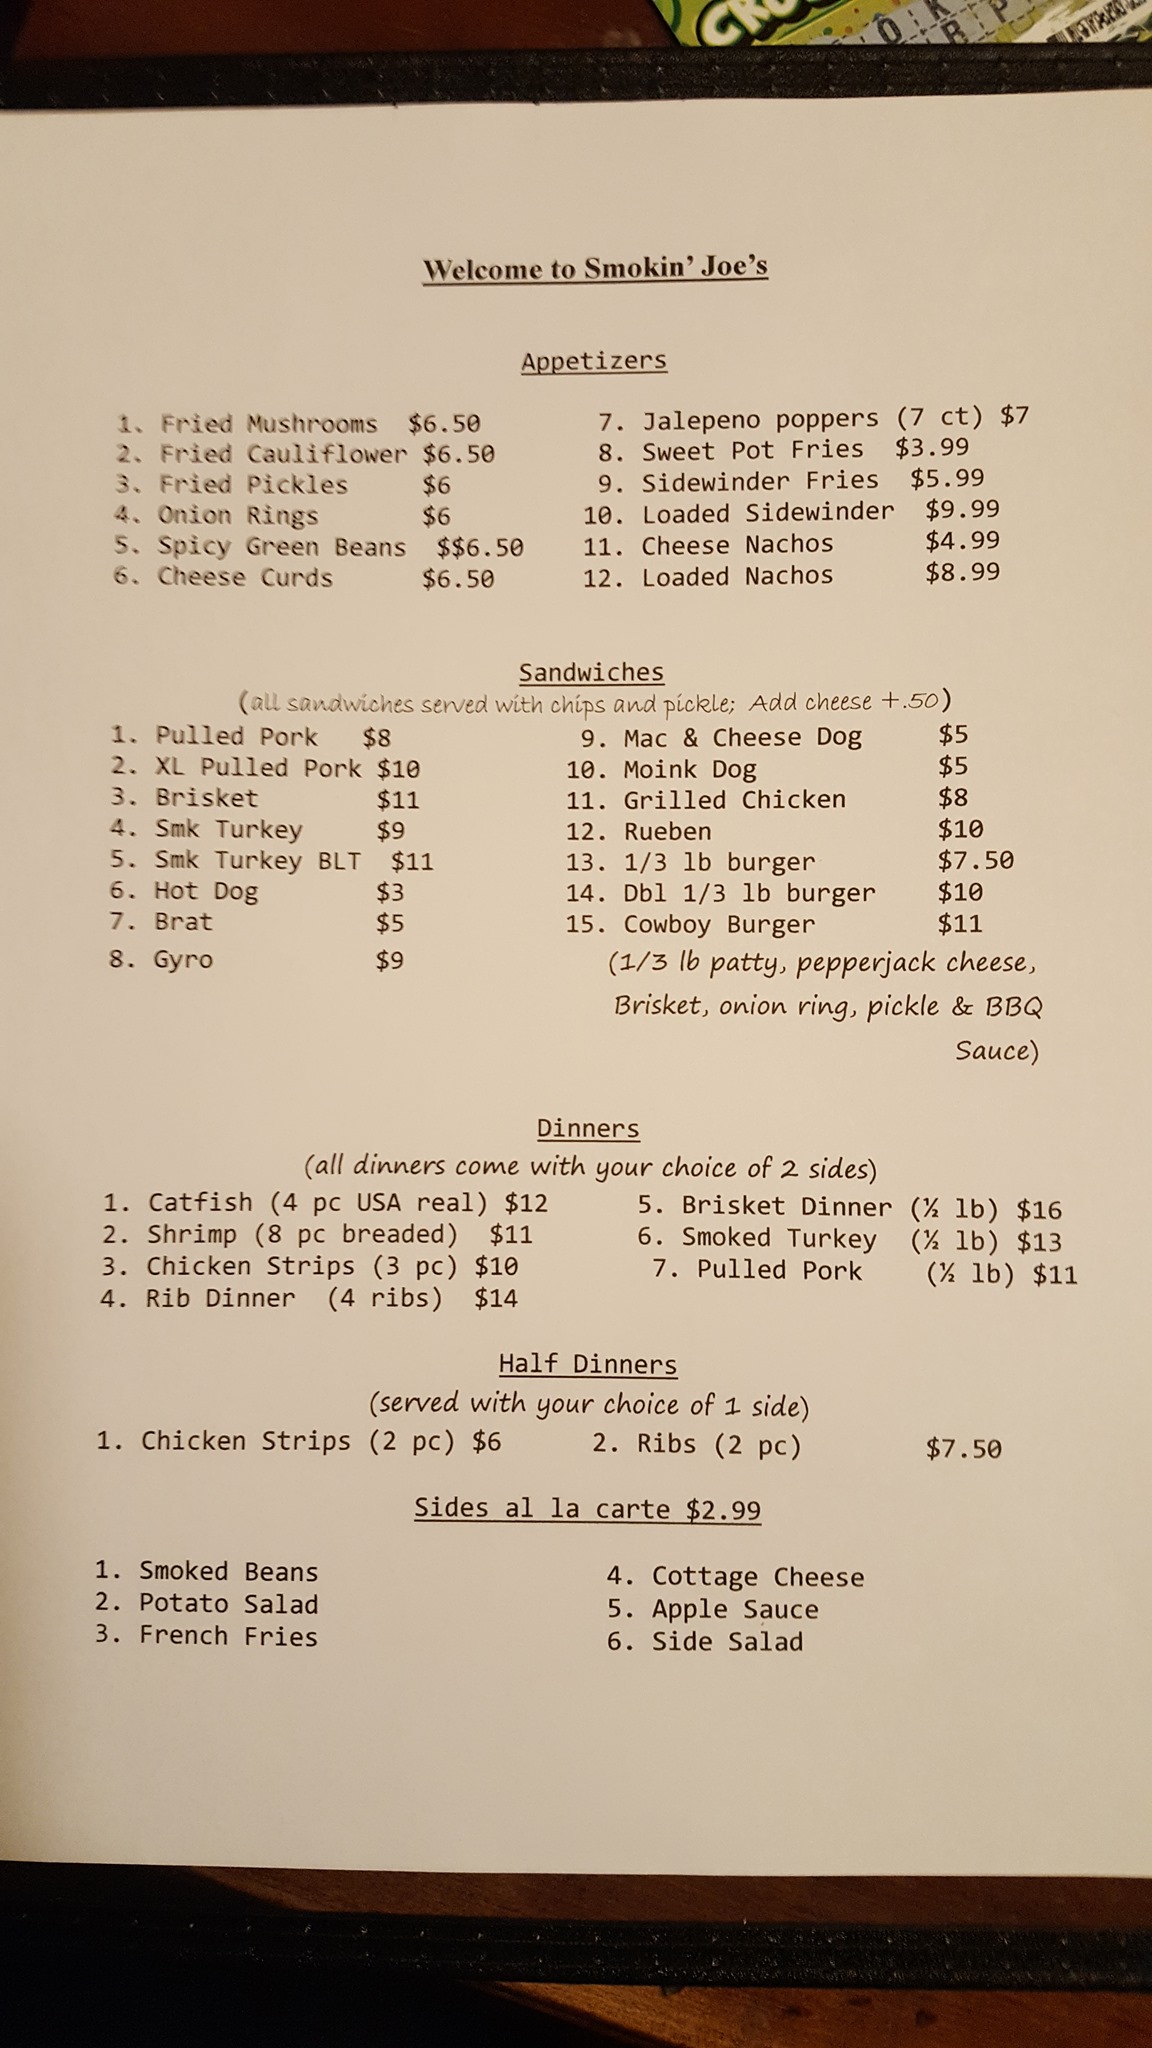 CRO
Welcome to Smokin' Joe's
Appetizers
1. Fried Mushrooms $6.50
2. Fried Cauliflower $6.50
3. Fried Pickles $6
4. Onion Rings $6
5. Spicy Green Beans $$6.50
6. Cheese Curds $6.50
7. Jalepeno poppers (7 ct) $7
8. Sweet Pot Fries $3.99
9. Sidewinder Fries $5.99
10. Loaded Sidewinder $9.99
11. Cheese Nachos $4.99
12. Loaded Nachos $8.99
Sandwiches
(all sandwiches served with chips and pickle; Add cheese +.50)
1. Pulled Pork $8
2. XL Pulled Pork $10
3. Brisket $11
4. Smk Turkey $9
5. Smk Turkey BLT $11
6. Hot Dog $3
7. Brat $5
8. Gyro $9
9. Mac & Cheese Dog $5
10. Moink Dog $5
11. Grilled Chicken $8
12. Rueben $10
13. 1/3 lb burger $7.50
14. Dbl 1/3 lb burger $10
15. Cowboy Burger $11
(1/3 lb patty, pepperjack cheese,
Brisket, onion ring, pickle & BBQ
Sauce)
Dinners
(all dinners come with your choice of 2 sides)
1. Catfish (4 pc USA real) $12
2. Shrimp (8 pc breaded) $11
3. Chicken Strips (3 pc) $10
4. Rib Dinner (4 ribs) $14
5. Brisket Dinner (½ lb) $16
6. Smoked Turkey (½ lb) $13
7. Pulled Pork (½ lb) $11
Half Dinners
(served with your choice of 1 side)
1. Chicken Strips (2 pc) $6
2. Ribs (2 pc) $7.50
Sides al la carte $2.99
1. Smoked Beans
2. Potato Salad
3. French Fries
4. Cottage Cheese
5. Apple Sauce
6. Side Salad